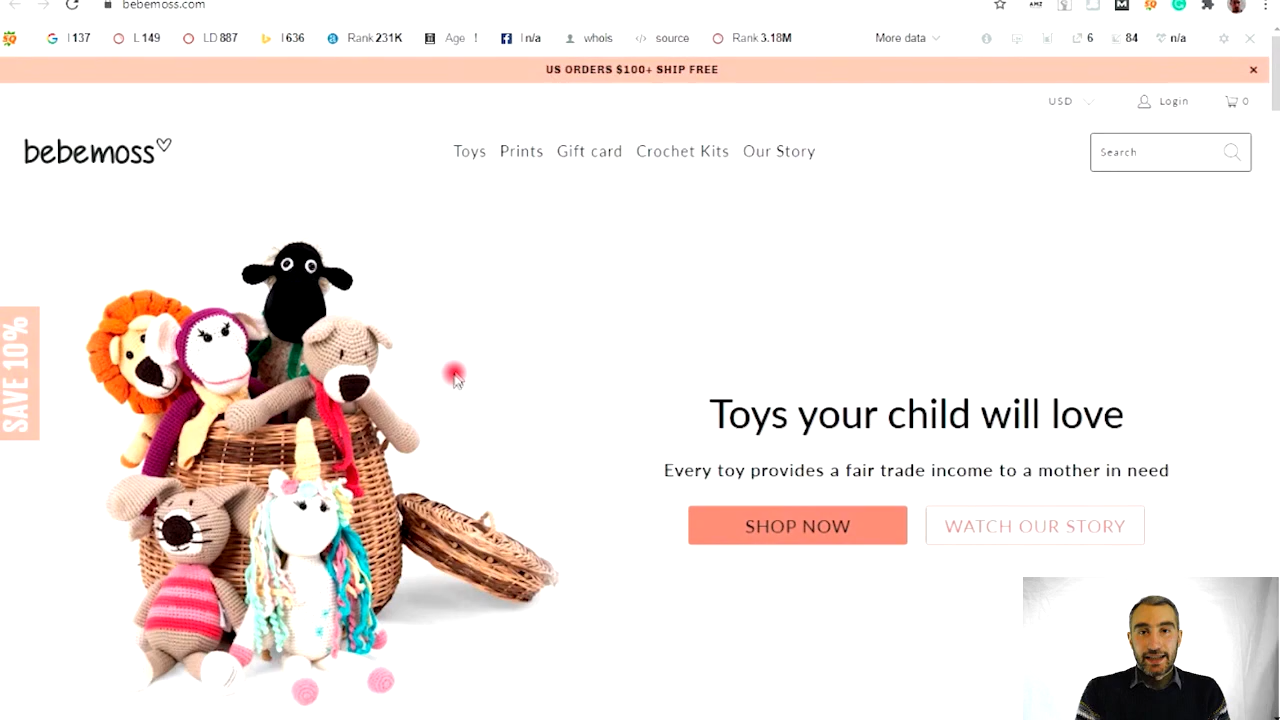 bebemoss.com
I 137
L 149
LD 887
I 636
Rank 231K
Age !
I n/a
whois
source
Rank 3.18M
More data
6
84
n/a
US ORDERS $100+ SHIP FREE
×
USD
Login
0
bebemoss
Toys
Prints
Gift card
Crochet Kits
Our Story
Search
SAVE 10%
Toys your child will love
Every toy provides a fair trade income to a mother in need
SHOP NOW
WATCH OUR STORY